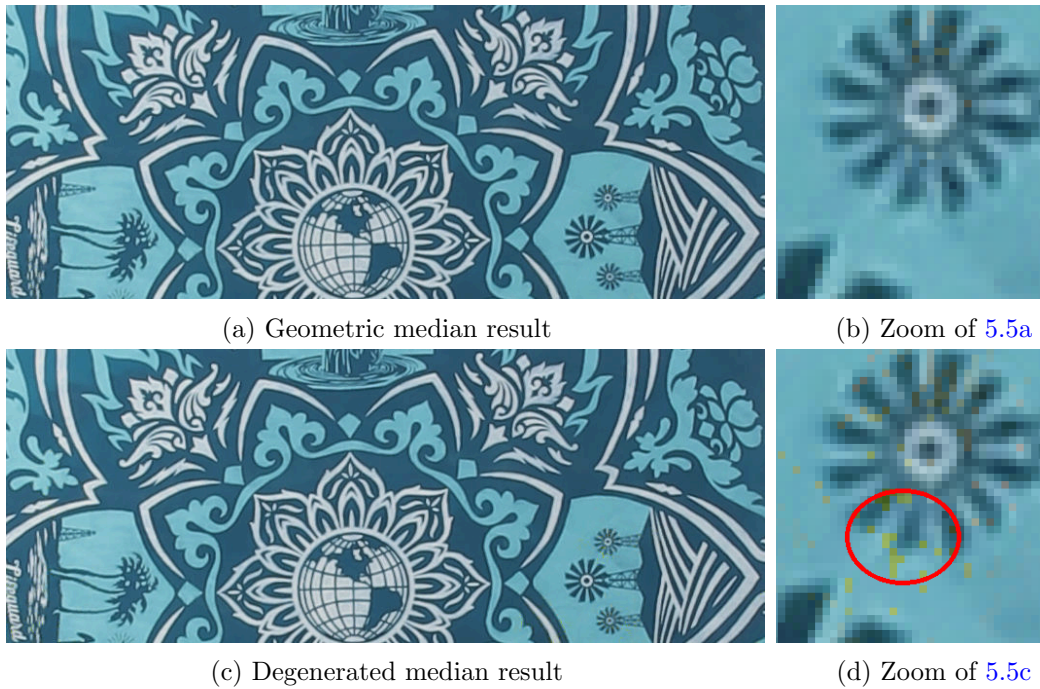 (a) Geometric median result
(b) Zoom of 5.5a
(c) Degenerated median result
(d) Zoom of 5.5c